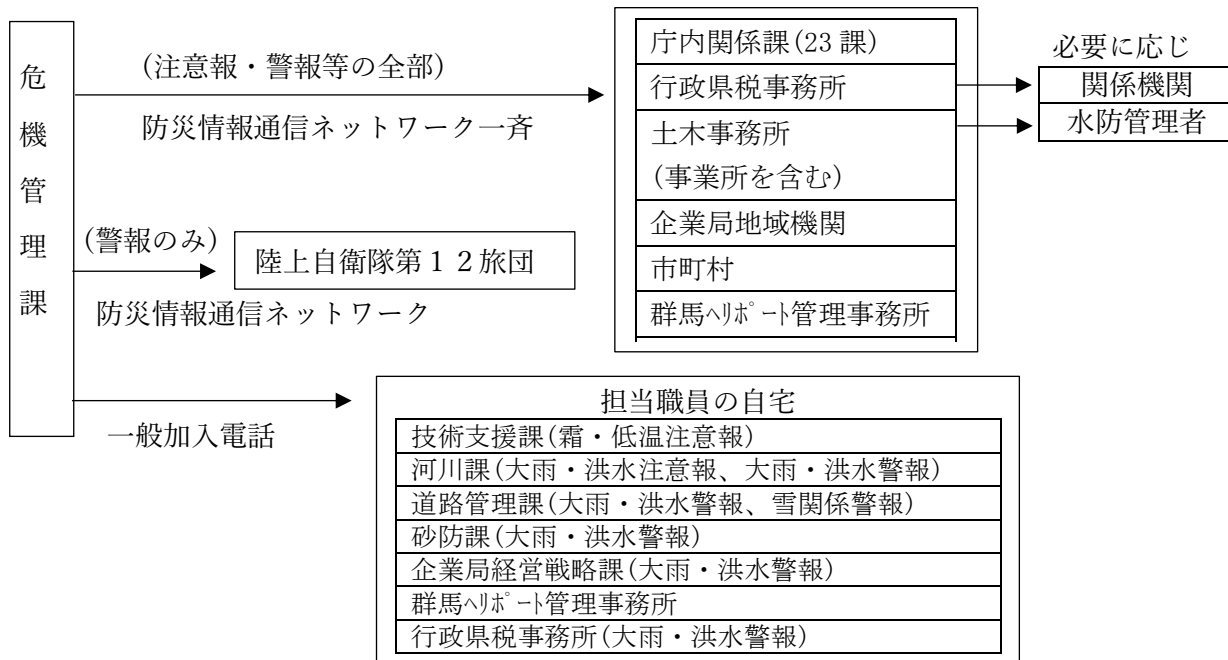 危機管理課
(注意報・警報等の全部)
防災情報通信ネットワーク一斉
庁内関係課(23 課)
行政県税事務所
土木事務所
(事業所を含む)
企業局地域機関
市町村
群馬ﾍﾘﾎﾟｰﾄ管理事務所
必要に応じ
関係機関
水防管理者
(警報のみ)
陸上自衛隊第１２旅団
防災情報通信ネットワーク
一般加入電話
担当職員の自宅
技術支援課(霜・低温注意報)
河川課(大雨・洪水注意報、大雨・洪水警報)
道路管理課(大雨・洪水警報、雪関係警報)
砂防課(大雨・洪水警報)
企業局経営戦略課(大雨・洪水警報)
群馬ﾍﾘﾎﾟｰﾄ管理事務所
行政県税事務所(大雨・洪水警報)